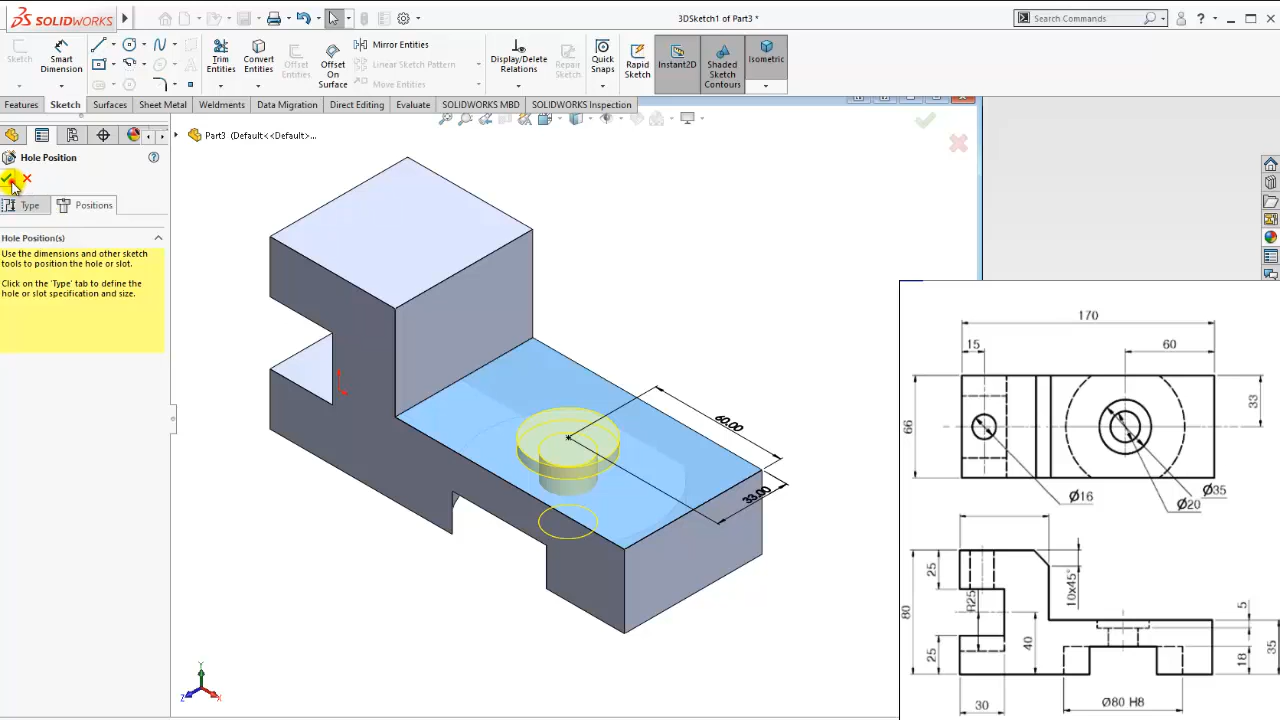 SOLIDWORKS
3DSketch1 of Part3 *
Search Commands
Sketch
Smart Dimension
Trim Entities
Convert Entities
Offset Entities
Offset On Surface
Mirror Entities
Linear Sketch Pattern
Move Entities
Display/Delete Relations
Repair Sketch
Quick Snaps
Rapid Sketch
Instant2D
Shaded Sketch Contours
Isometric
Features
Sketch
Surfaces
Sheet Metal
Weldments
Data Migration
Direct Editing
Evaluate
SOLIDWORKS MBD
SOLIDWORKS Inspection
Part3 (Default<<Default>...
Hole Position
?
Type
Positions
Hole Position(s)
Use the dimensions and other sketch
tools to position the hole or slot.
Click on the 'Type' tab to define the
hole or slot specification and size.
60.00
33.00
Y
Z
X
170
15
60
66
33
Ø16
Ø35
Ø20
25
R25
10x45°
80
40
5
35
18
25
30
Ø80 H8